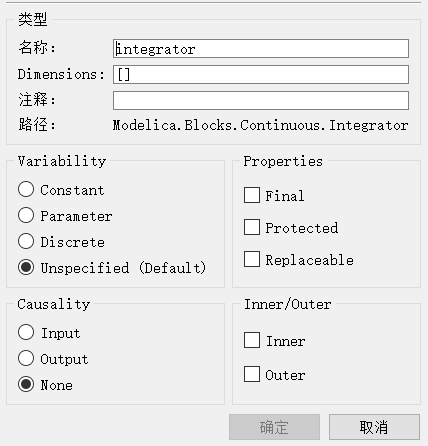 类型
名称: integrator
Dimensions: []
注释:
路径: Modelica.Blocks.Continuous.Integrator
Variability
Constant
Parameter
Discrete
Unspecified (Default)
Properties
Final
Protected
Replaceable
Causality
Input
Output
None
Inner/Outer
Inner
Outer
确定 取消